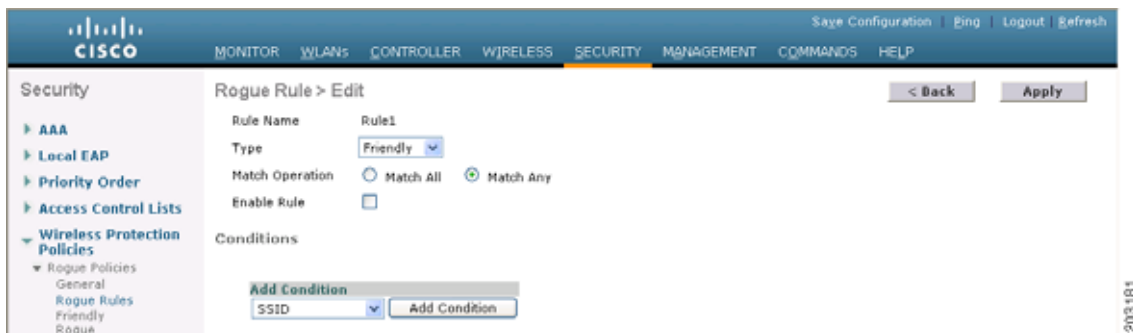 Save Configuration | Ping | Logout | Refresh
CISCO
MONITOR WLANs CONTROLLER WIRELESS SECURITY MANAGEMENT COMMANDS HELP
Security
AAA
Local EAP
Priority Order
Access Control Lists
Wireless Protection
Policies
Rogue Policies
General
Rogue Rules
Friendly
Rogue
Rogue Rule > Edit
< Back Apply
Rule Name Rule1
Type Friendly
Match Operation Match All Match Any
Enable Rule
Conditions
Add Condition
SSID Add Condition
203181